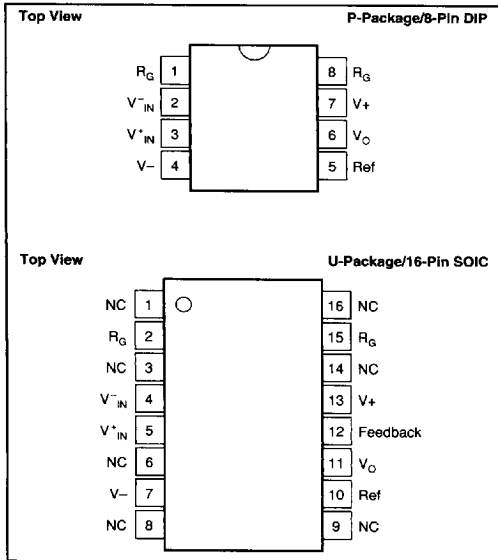 Top View P-Package/8-Pin DIP
R_G 1 8 R_G
V⁻_IN 2 7 V+
V⁺_IN 3 6 V_O
V– 4 5 Ref
Top View U-Package/16-Pin SOIC
NC 1 16 NC
R_G 2 15 R_G
NC 3 14 NC
V⁻_IN 4 13 V+
V⁺_IN 5 12 Feedback
NC 6 11 V_O
V– 7 10 Ref
NC 8 9 NC